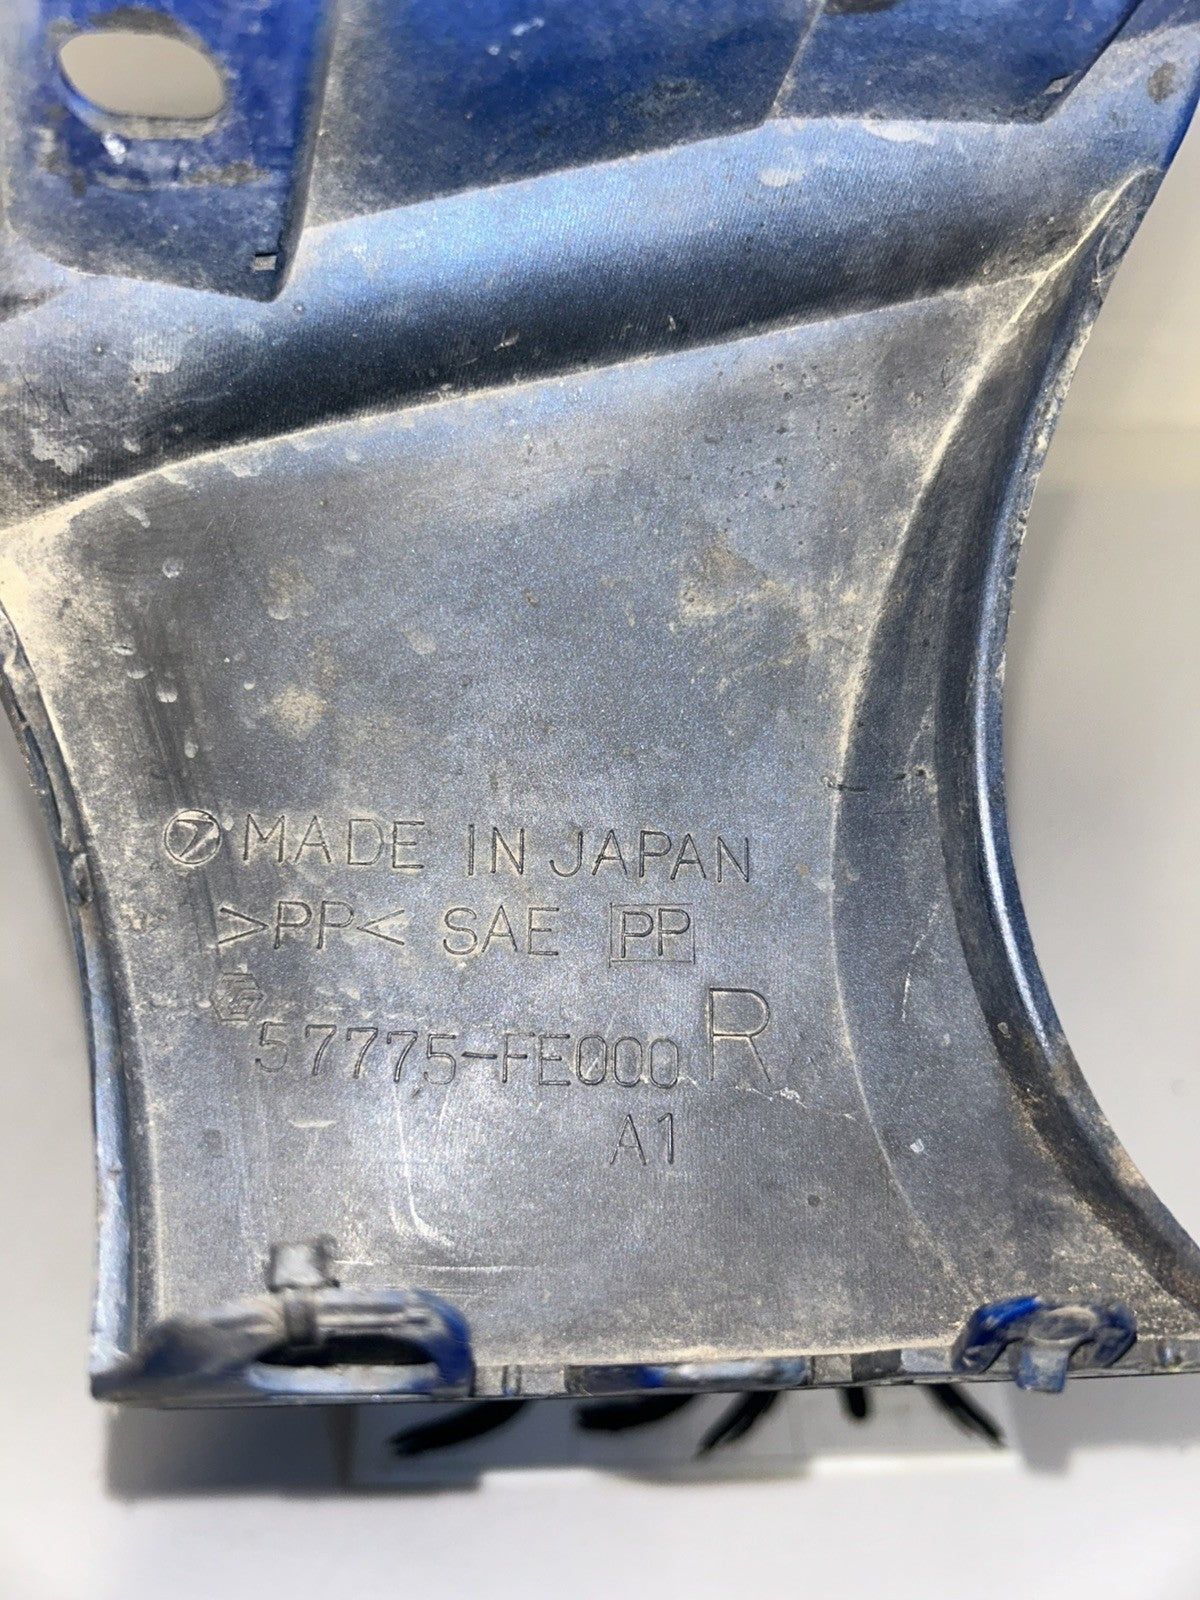 MADE IN JAPAN
>PP< SAE PP
57775-FE000 R
A1